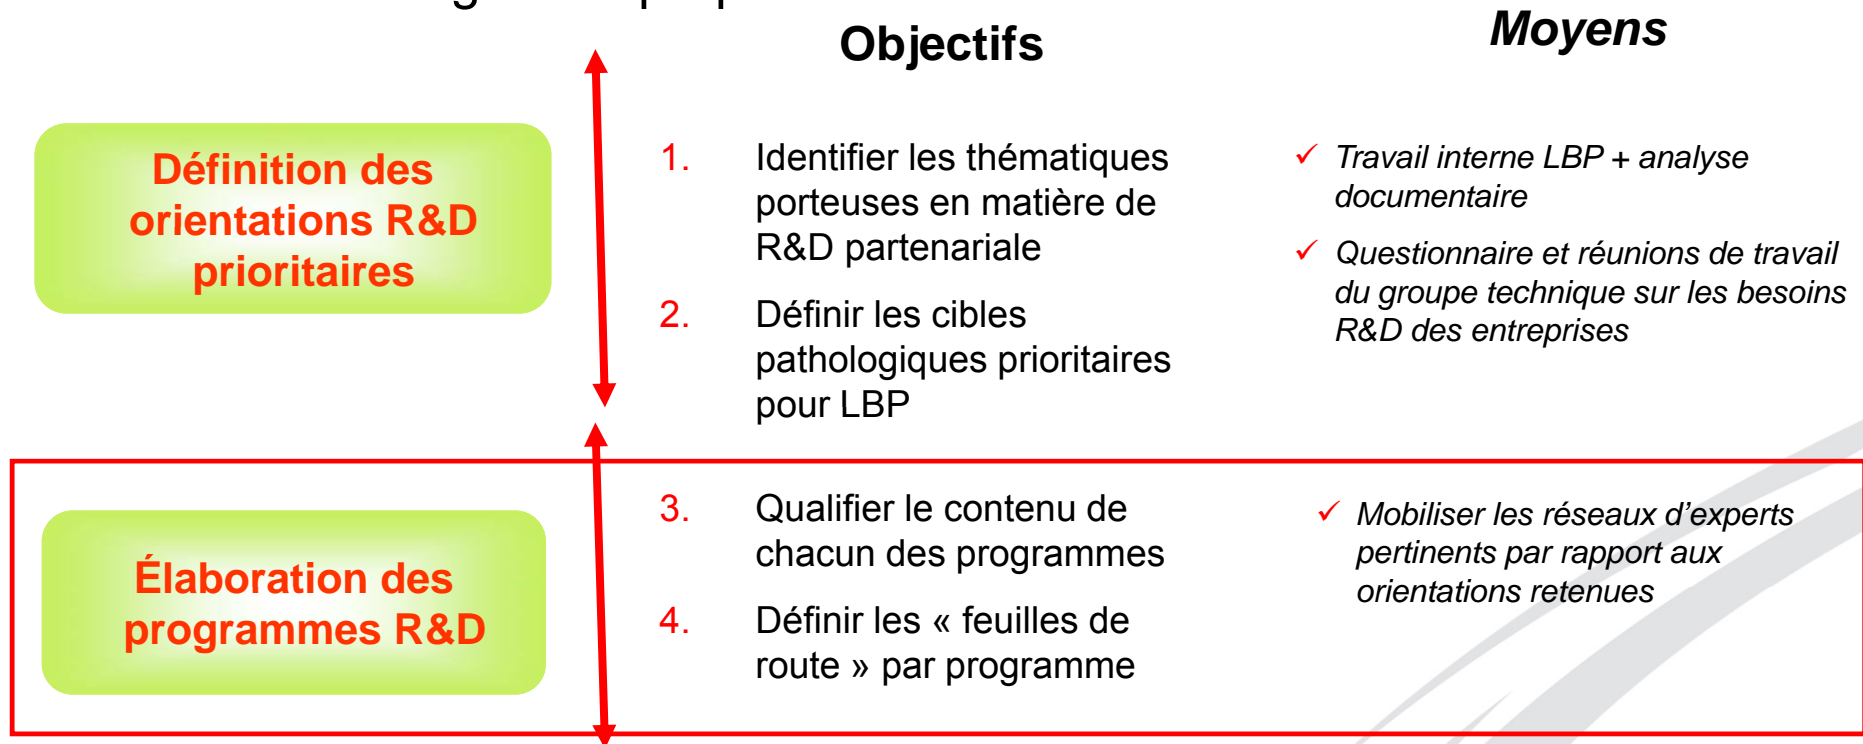 Objectifs
Moyens
Définition des
orientations R&D
prioritaires
1. Identifier les thématiques
porteuses en matière de
R&D partenariale
2. Définir les cibles
pathologiques prioritaires
pour LBP
✓ Travail interne LBP + analyse
documentaire
✓ Questionnaire et réunions de travail
du groupe technique sur les besoins
R&D des entreprises
Élaboration des
programmes R&D
3. Qualifier le contenu de
chacun des programmes
4. Définir les « feuilles de
route » par programme
✓ Mobiliser les réseaux d’experts
pertinents par rapport aux
orientations retenues